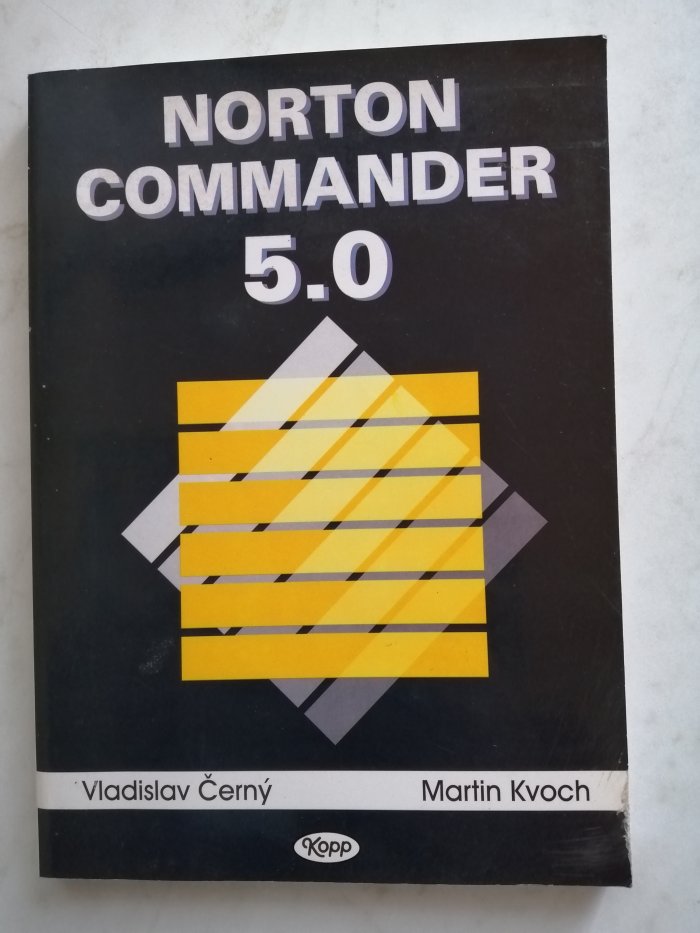 NORTON
COMMANDER
5.0
Vladislav Černý
Martin Kvoch
Kopp